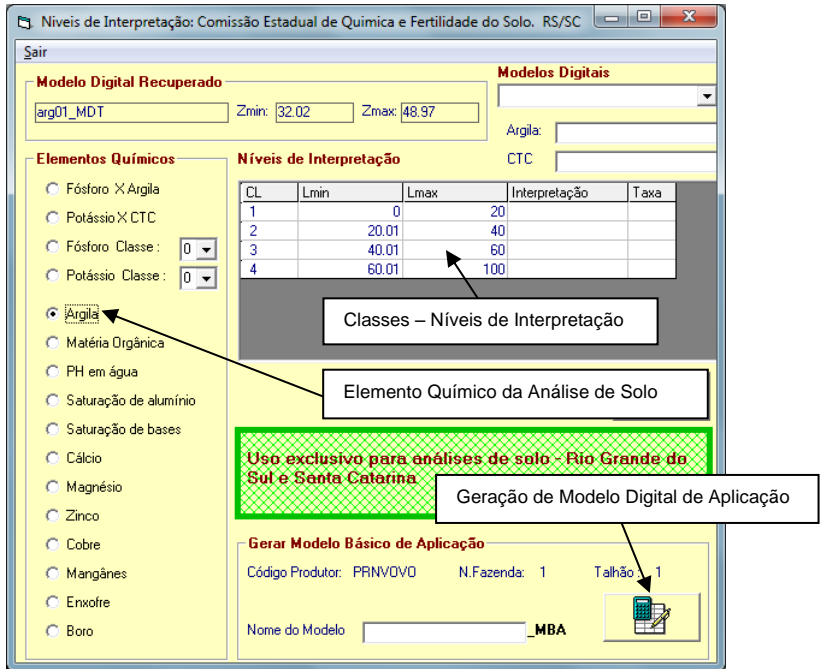 Niveis de Interpretação: Comissão Estadual de Quimica e Fertilidade do Solo. RS/SC
Sair
Modelo Digital Recuperado
arg01_MDT Zmin: 32.02 Zmax: 48.97
Modelos Digitais
Argila:
CTC
Elementos Químicos
Fósforo X Argila
Potássio X CTC
Fósforo Classe : 0
Potássio Classe : 0
Argila
Matéria Orgânica
PH em água
Saturação de alumínio
Saturação de bases
Cálcio
Magnésio
Zinco
Cobre
Mangânes
Enxofre
Boro
Níveis de Interpretação
CL Lmin Lmax Interpretação Taxa
1 0 20
2 20.01 40
3 40.01 60
4 60.01 100
Classes – Níveis de Interpretação
Elemento Químico da Análise de Solo
Uso exclusivo para análises de solo - Rio Grande do
Sul e Santa Catarina
Geração de Modelo Digital de Aplicação
Gerar Modelo Básico de Aplicação
Código Produtor: PRNVOVO N.Fazenda: 1 Talhão : 1
Nome do Modelo _MBA